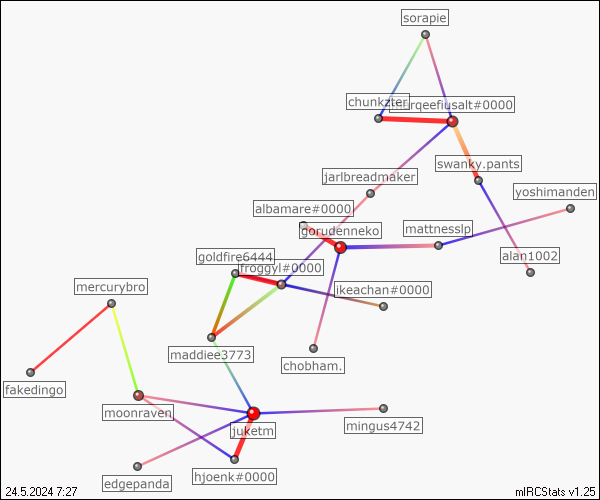 sorapie
chunkzter
#0000
swanky.pants
jarlbreadmaker
yoshimanden
albamare#0000
gorudenneko
mattnesslp
goldfire6444
froggyl#0000
alan1002
mercurybro
ikeachan#0000
maddiee3773
chobham.
fakedingo
moonraven
juketm
mingus4742
hjoenk#0000
edgepanda
24.5.2024 7:27
mIRCStats v1.25